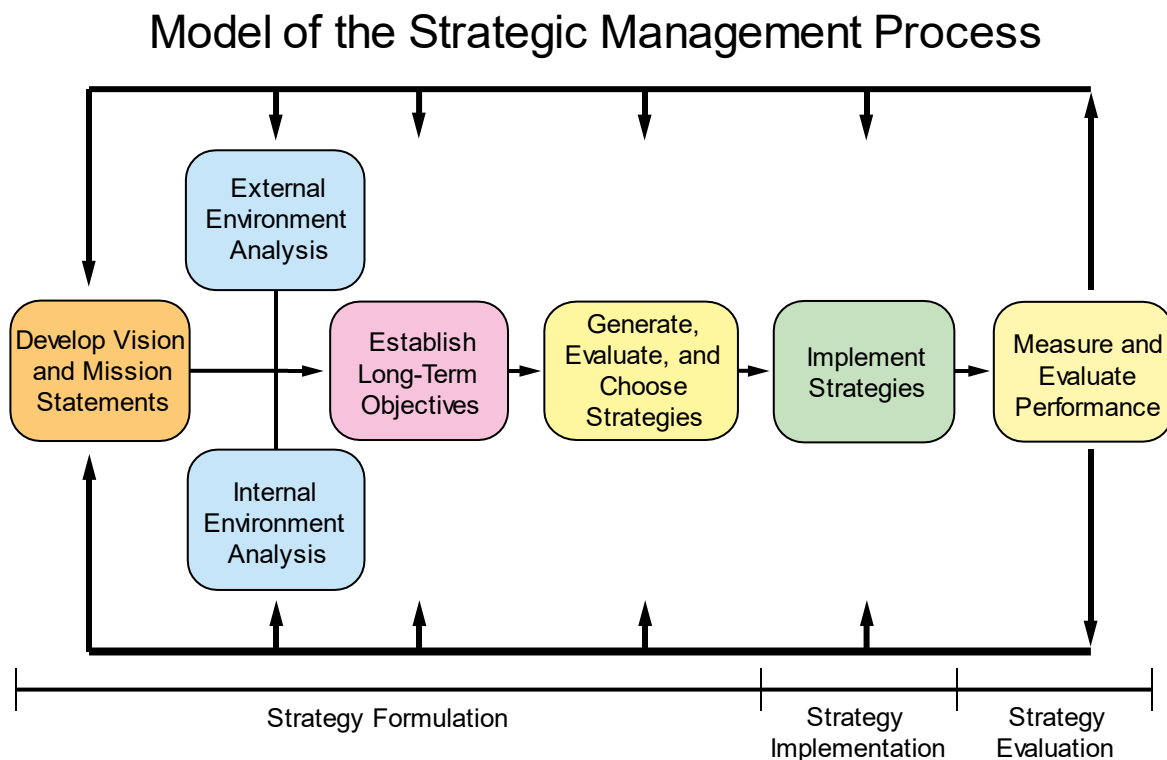 Model of the Strategic Management Process
External
Environment
Analysis
Develop Vision
and Mission
Statements
Establish
Long-Term
Objectives
Generate,
Evaluate, and
Choose
Strategies
Implement
Strategies
Measure and
Evaluate
Performance
Internal
Environment
Analysis
Strategy Formulation
Strategy
Implementation
Strategy
Evaluation